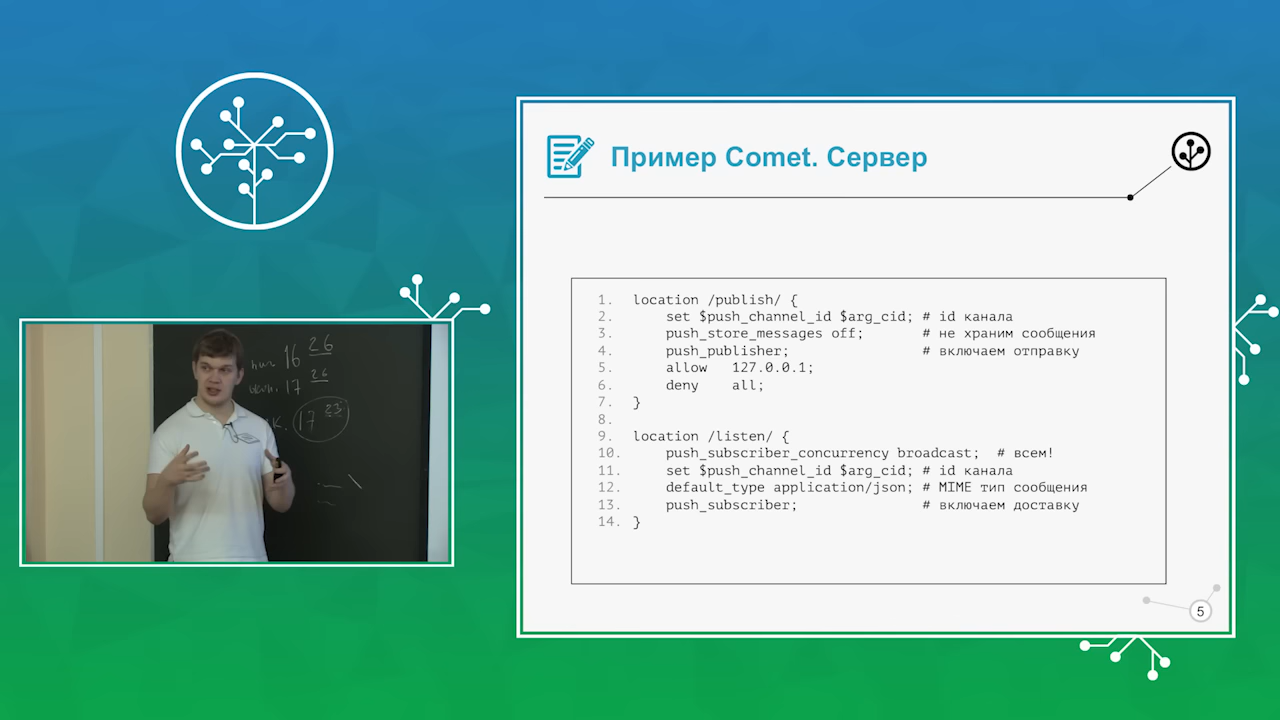 Пример Comet. Сервер
1. location /publish/ {
2. set $push_channel_id $arg_cid; # id канала
3. push_store_messages off; # не храним сообщения
4. push_publisher; # включаем отправку
5. allow 127.0.0.1;
6. deny all;
7. }
8.
9. location /listen/ {
10. push_subscriber_concurrency broadcast; # всем!
11. set $push_channel_id $arg_cid; # id канала
12. default_type application/json; # MIME тип сообщения
13. push_subscriber; # включаем доставку
14. }
5
16 26
17 26
17 23